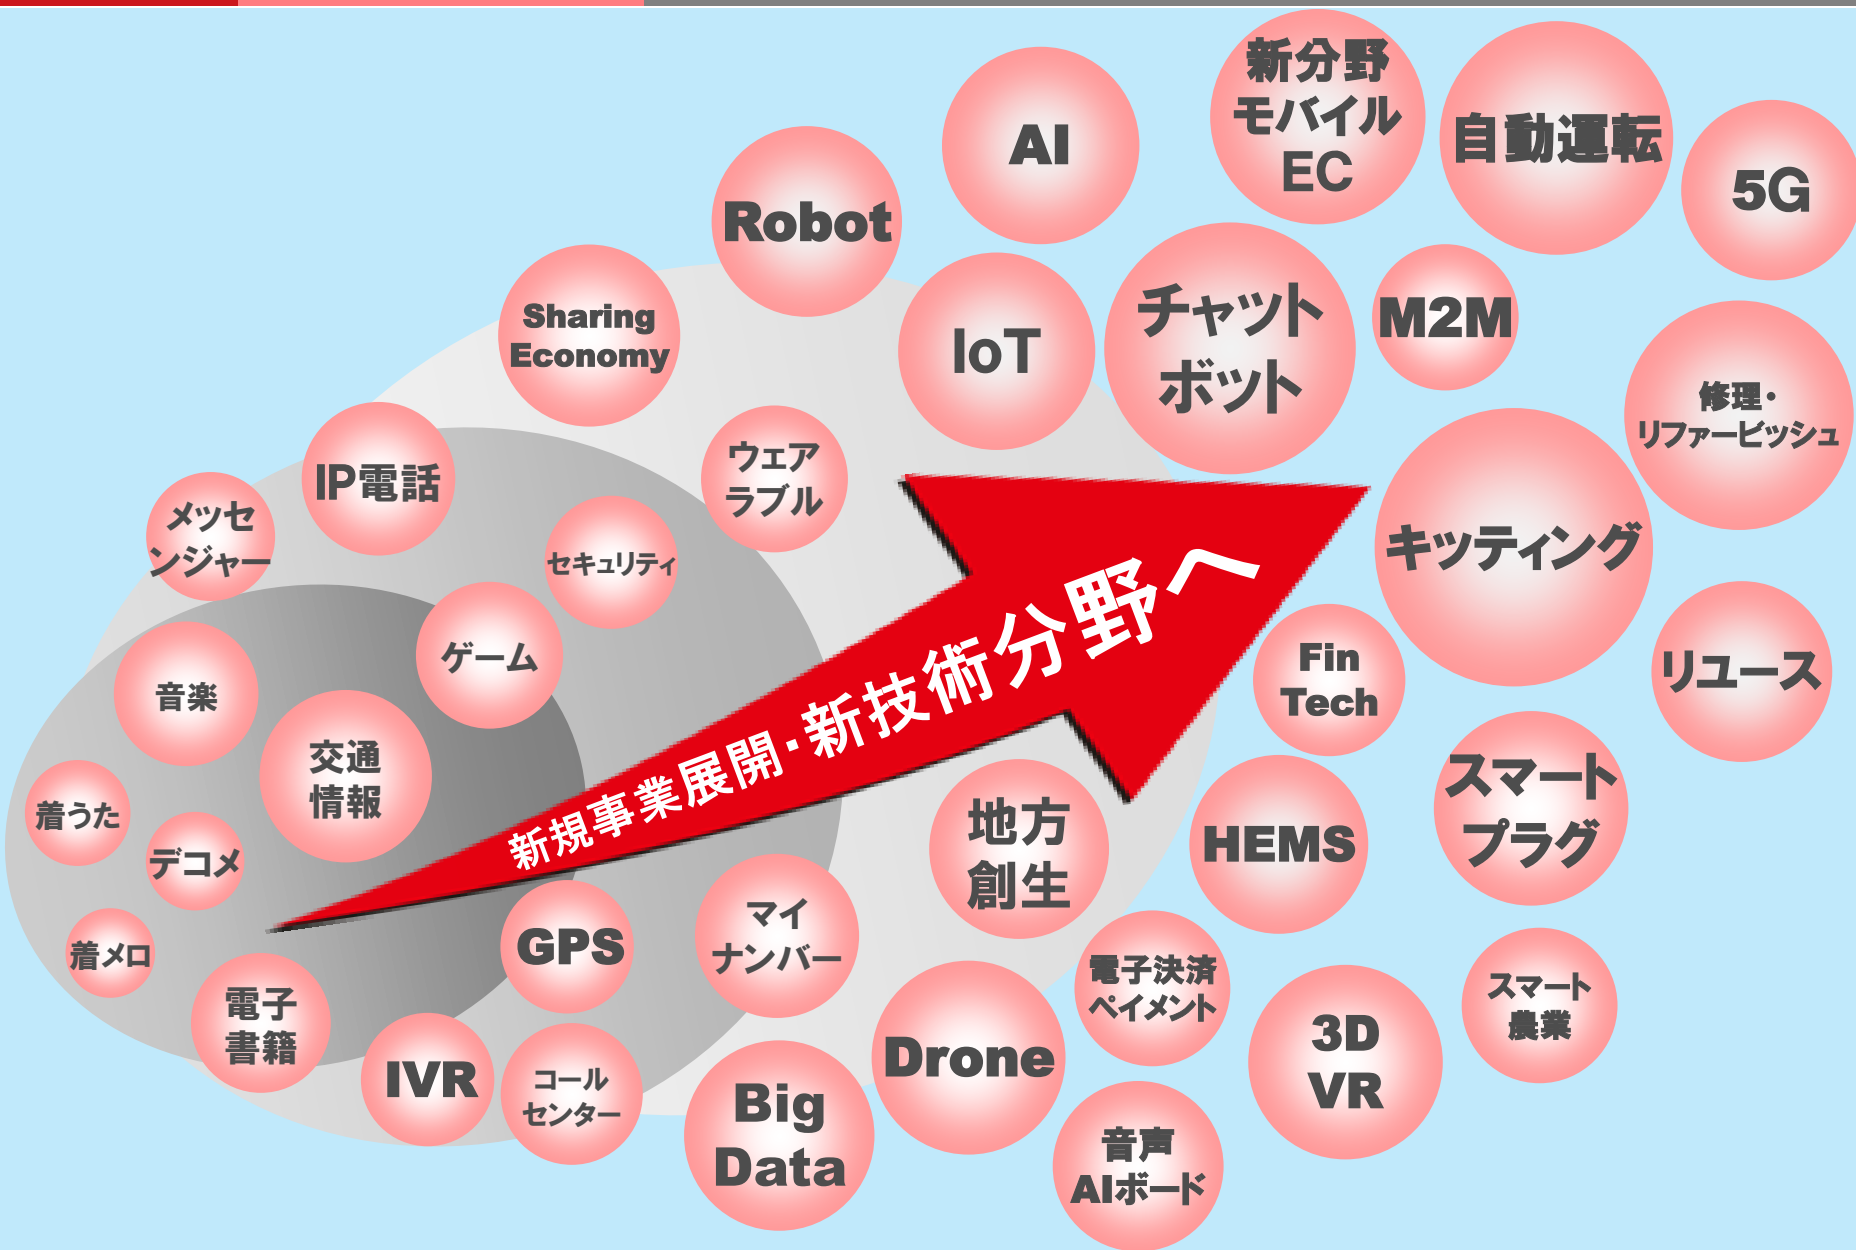 新分野
モバイル
EC
自動運転
AI
5G
Robot
Sharing
Economy
IoT
チャット
ボット
M2M
修理・
リファービッシュ
IP電話
ウェア
ラブル
メッセ
ンジャー
セキュリティ
キッティング
ゲーム
音楽
Fin
Tech
リユース
交通
情報
新規事業展開・新技術分野へ
着うた
デコメ
地方
創生
HEMS
スマート
プラグ
着メロ
GPS
マイ
ナンバー
電子
書籍
電子決済
ペイメント
スマート
農業
IVR
コール
センター
Drone
3D
VR
Big
Data
音声
AIボード